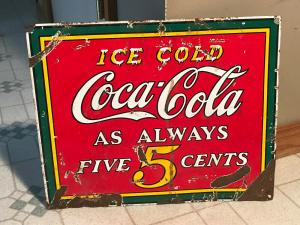 ICE COLD
Coca-Cola
AS ALWAYS
FIVE 5 CENTS